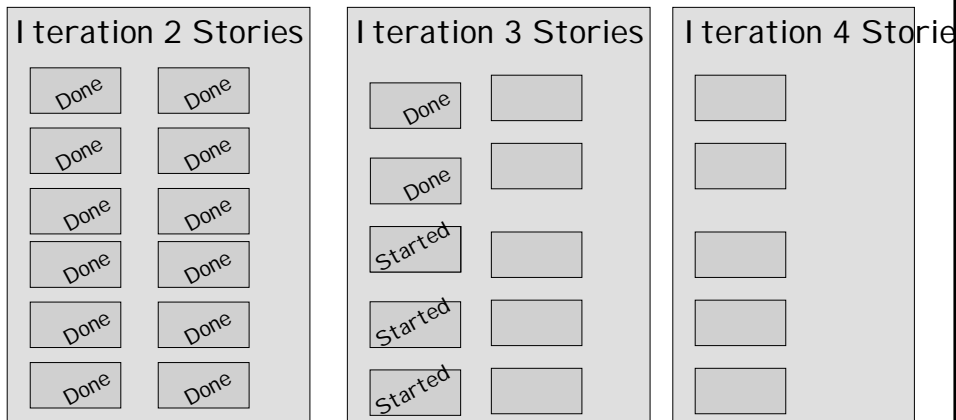 Iteration 2 Stories
Done Done
Done Done
Done Done
Done Done
Done Done
Done Done
Iteration 3 Stories
Done
Done
Started
Started
Started
Iteration 4 Storie